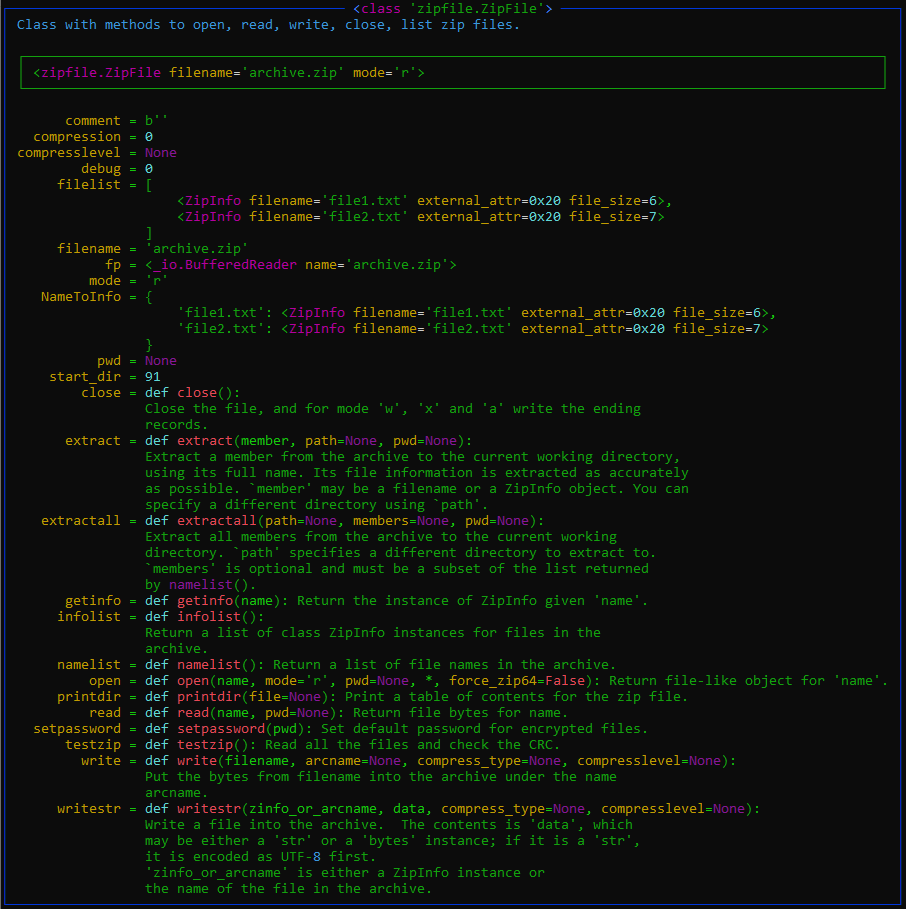 <class 'zipfile.ZipFile'>
Class with methods to open, read, write, close, list zip files.
<zipfile.ZipFile filename='archive.zip' mode='r'>
comment = b''
compression = 0
compresslevel = None
debug = 0
filelist = [
<ZipInfo filename='file1.txt' external_attr=0x20 file_size=6>,
<ZipInfo filename='file2.txt' external_attr=0x20 file_size=7>
]
filename = 'archive.zip'
fp = <_io.BufferedReader name='archive.zip'>
mode = 'r'
NameToInfo = {
'file1.txt': <ZipInfo filename='file1.txt' external_attr=0x20 file_size=6>,
'file2.txt': <ZipInfo filename='file2.txt' external_attr=0x20 file_size=7>
}
pwd = None
start_dir = 91
close = def close():
Close the file, and for mode 'w', 'x' and 'a' write the ending
records.
extract = def extract(member, path=None, pwd=None):
Extract a member from the archive to the current working directory,
using its full name. Its file information is extracted as accurately
as possible. `member' may be a filename or a ZipInfo object. You can
specify a different directory using `path'.
extractall = def extractall(path=None, members=None, pwd=None):
Extract all members from the archive to the current working
directory. `path' specifies a different directory to extract to.
`members' is optional and must be a subset of the list returned
by namelist().
getinfo = def getinfo(name): Return the instance of ZipInfo given 'name'.
infolist = def infolist():
Return a list of class ZipInfo instances for files in the
archive.
namelist = def namelist(): Return a list of file names in the archive.
open = def open(name, mode='r', pwd=None, *, force_zip64=False): Return file-like object for 'name'.
printdir = def printdir(file=None): Print a table of contents for the zip file.
read = def read(name, pwd=None): Return file bytes for name.
setpassword = def setpassword(pwd): Set default password for encrypted files.
testzip = def testzip(): Read all the files and check the CRC.
write = def write(filename, arcname=None, compress_type=None, compresslevel=None):
Put the bytes from filename into the archive under the name
arcname.
writestr = def writestr(zinfo_or_arcname, data, compress_type=None, compresslevel=None):
Write a file into the archive.  The contents is 'data', which
may be either a 'str' or a 'bytes' instance; if it is a 'str',
it is encoded as UTF-8 first.
'zinfo_or_arcname' is either a ZipInfo instance or
the name of the file in the archive.